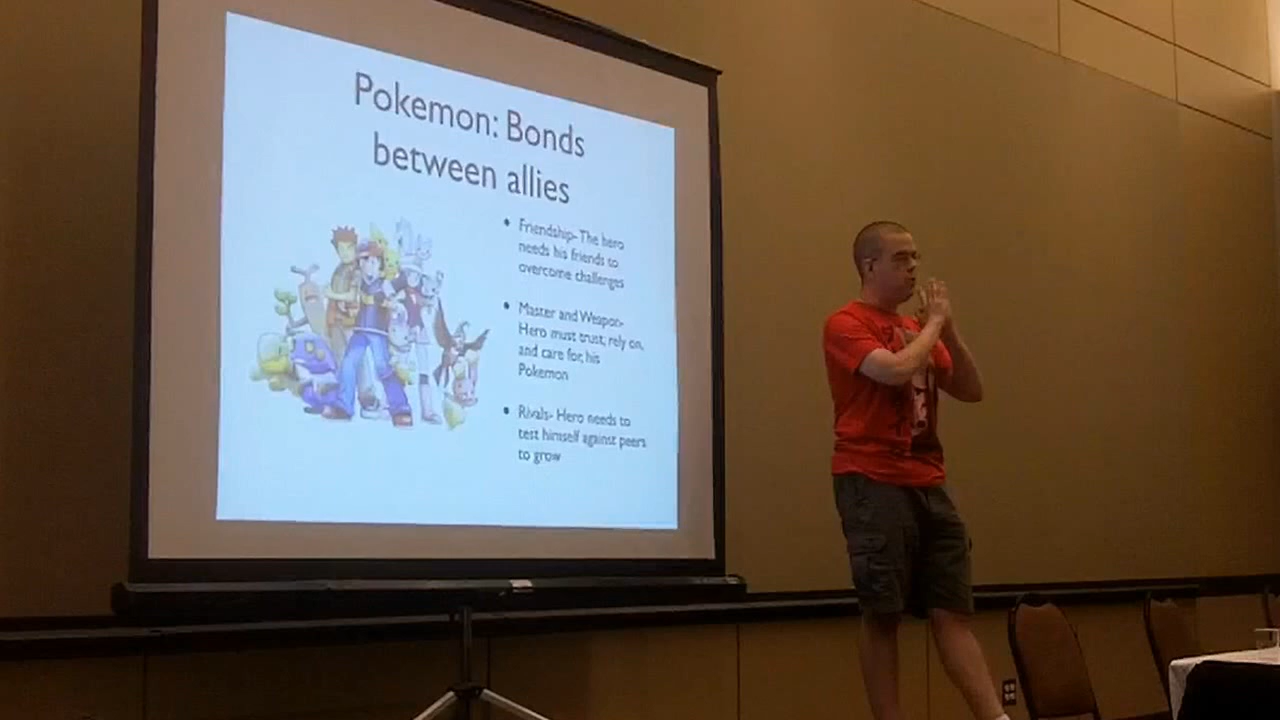 Pokemon: Bonds
between allies
• Friendship- The hero
needs his friends to
overcome challenges
• Master and Weapon-
Hero must trust, rely on,
and care for, his
Pokemon
• Rivals- Hero needs to
test himself against peers
to grow